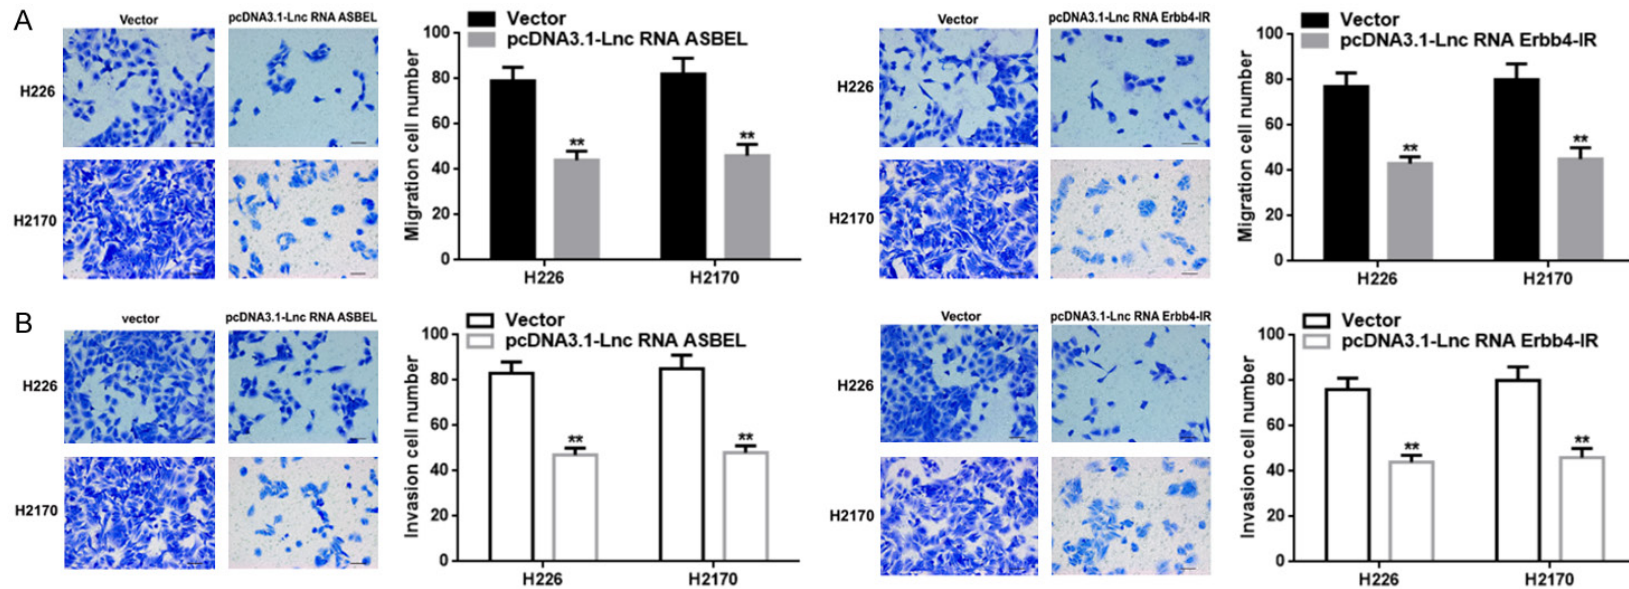 A
Vector
pcDNA3.1-Lnc RNA ASBEL
H226
H2170
Migration cell number
100
80
60
40
20
0
Vector
pcDNA3.1-Lnc RNA ASBEL
**
**
H226
H2170
Vector
pcDNA3.1-Lnc RNA Erbb4-IR
H226
H2170
Migration cell number
100
80
60
40
20
0
Vector
pcDNA3.1-Lnc RNA Erbb4-IR
**
**
H226
H2170
B
vector
pcDNA3.1-Lnc RNA ASBEL
H226
H2170
Invasion cell number
100
80
60
40
20
0
Vector
pcDNA3.1-Lnc RNA ASBEL
**
**
H226
H2170
Vector
pcDNA3.1-Lnc RNA Erbb4-IR
H226
H2170
Invasion cell number
100
80
60
40
20
0
Vector
pcDNA3.1-Lnc RNA Erbb4-IR
**
**
H226
H2170